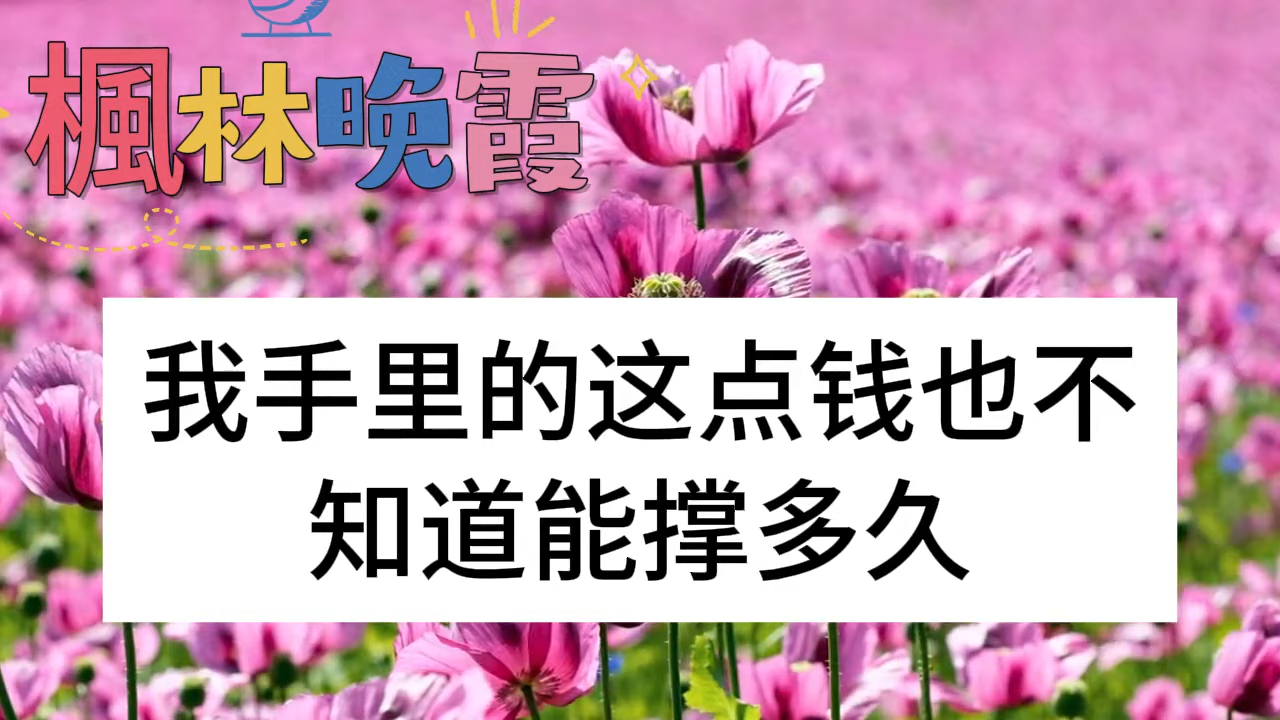 楓林晚霞
我手里的这点钱也不
知道能撑多久